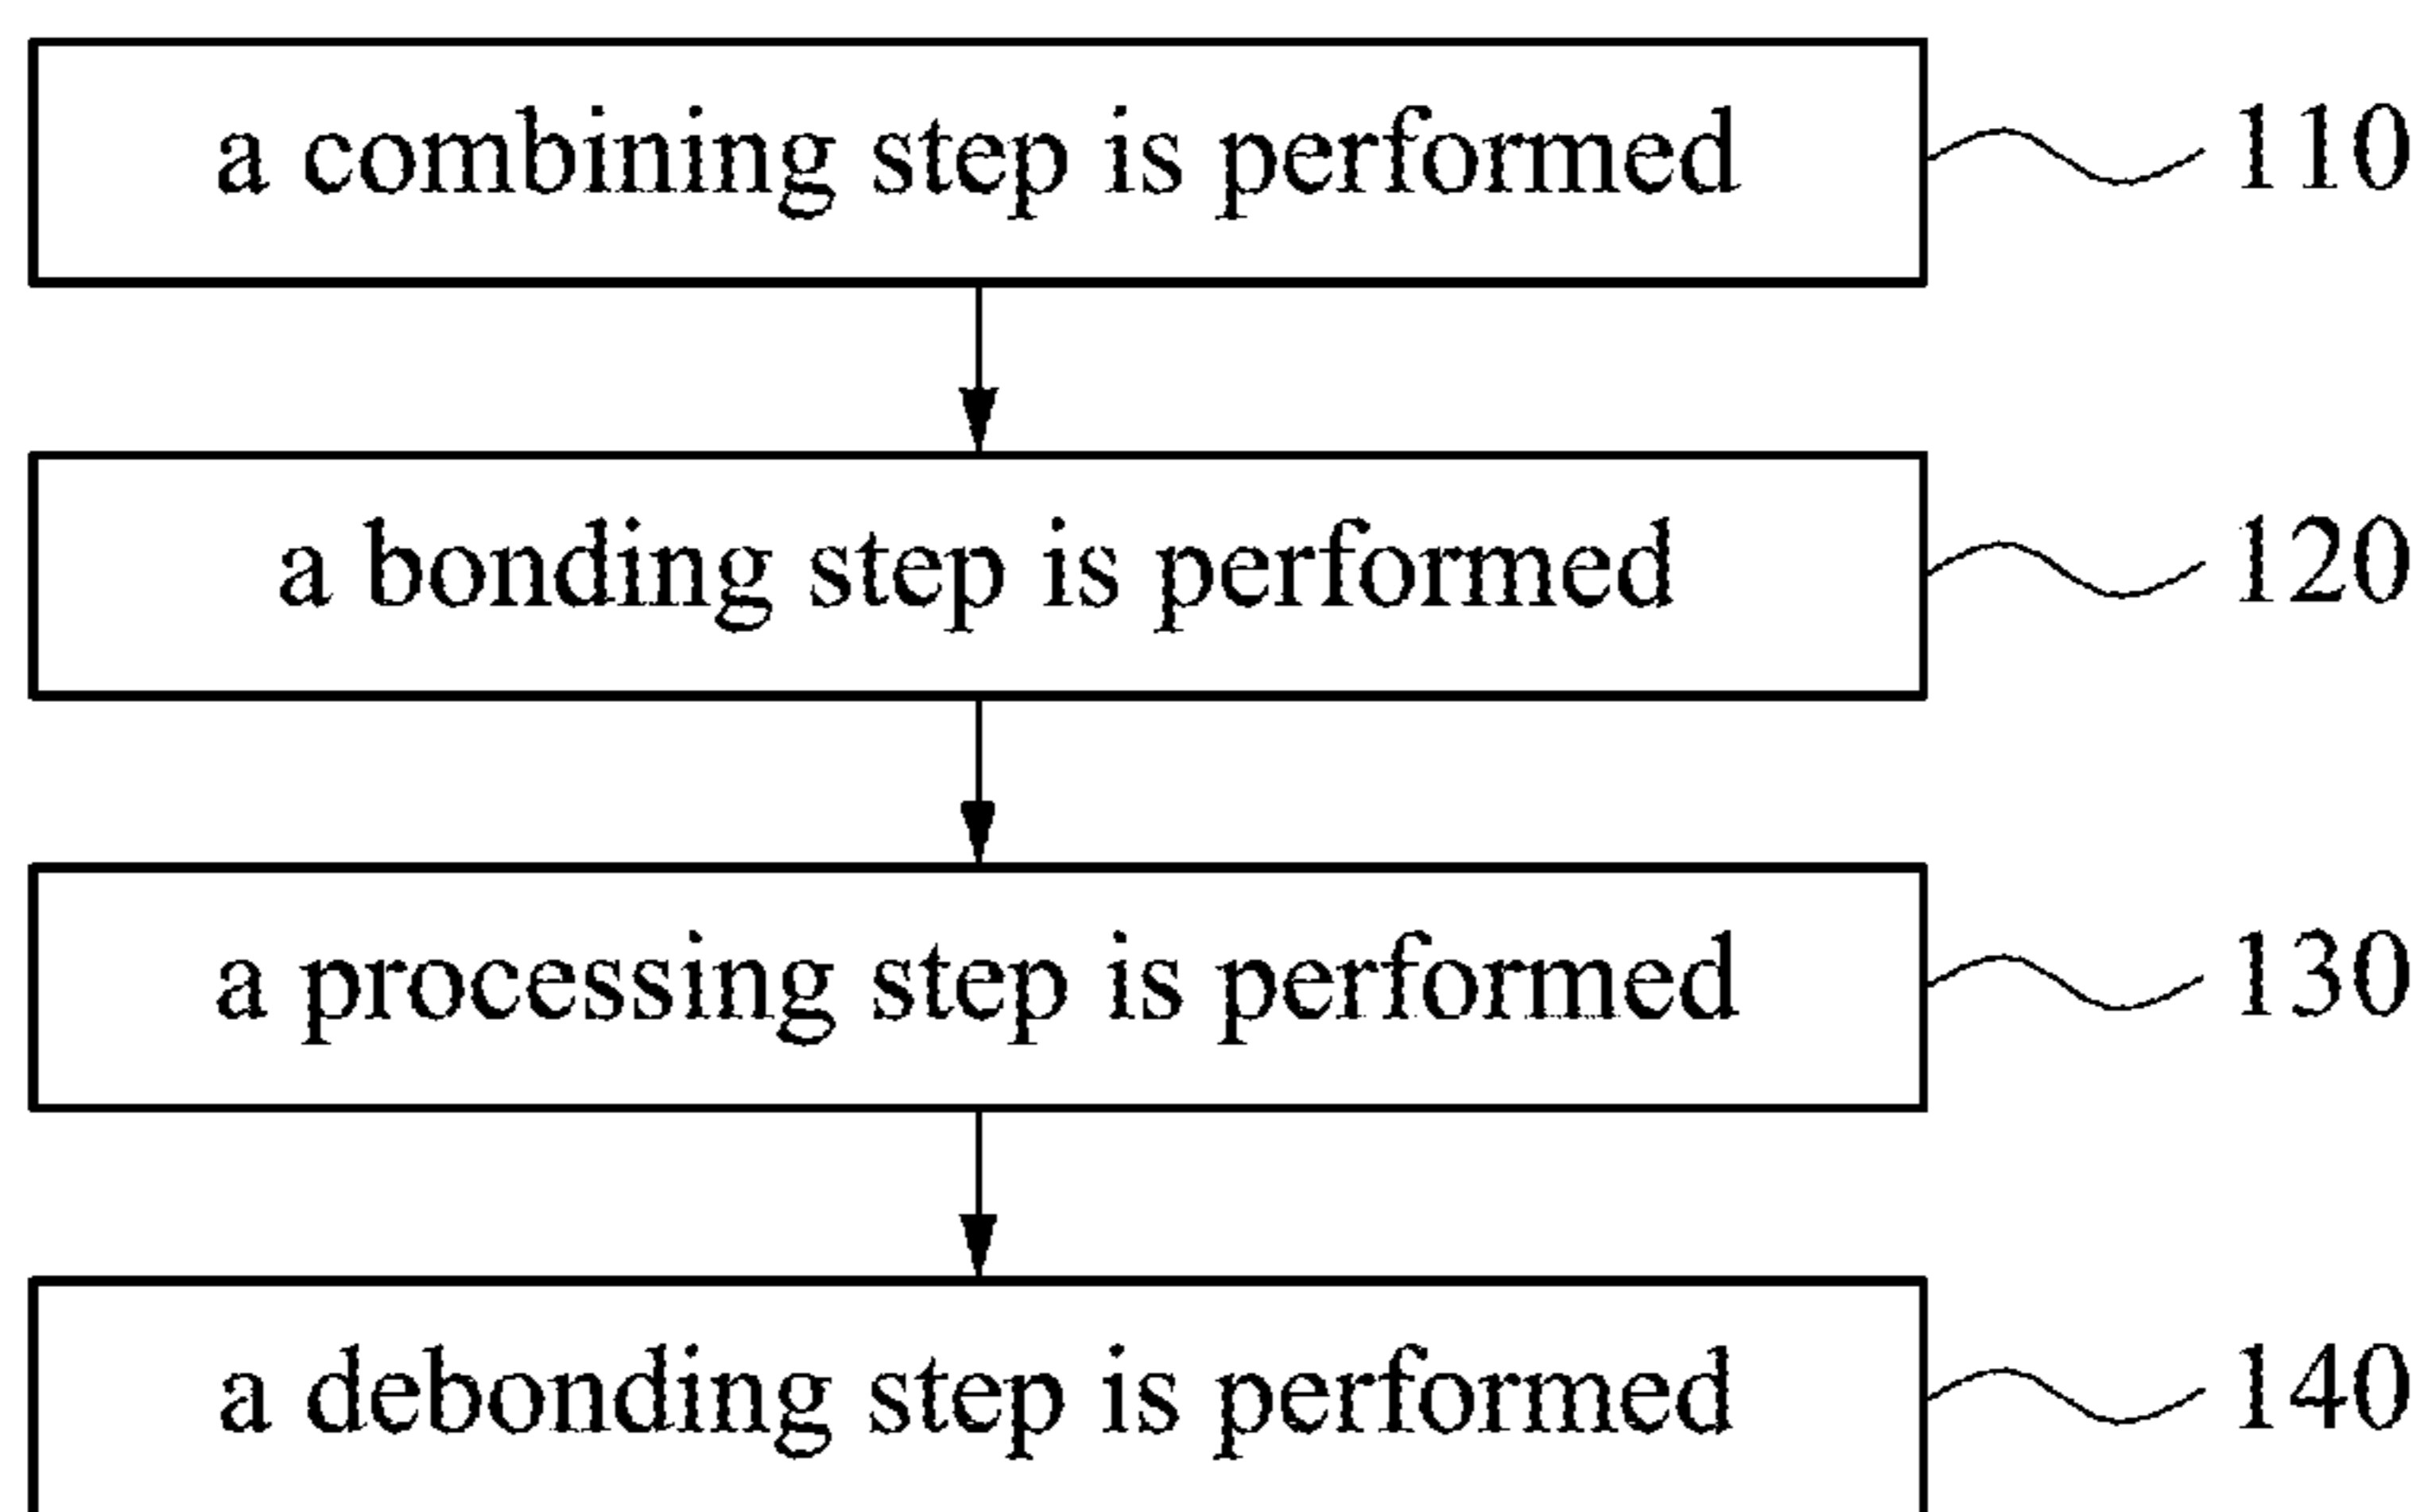 a combining step is performed 110
a bonding step is performed 120
a processing step is performed 130
a debonding step is performed 140